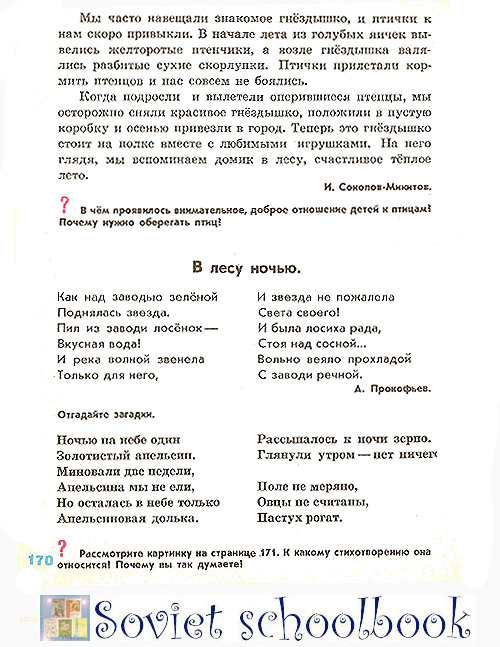 Мы часто навещали знакомое гнёздышко, и птички к
нам скоро привыкли. В начале лета из голубых яичек вы-
велись желторотые птенчики, а возле гнёздышка валя-
лись разбитые сухие скорлупки. Птички прилетали кор-
мить птенцов и нас совсем не боялись.
Когда подросли и вылетели оперившиеся птенцы, мы
осторожно сняли красивое гнёздышко, положили в пустую
коробку и осенью привезли в город. Теперь это гнёздышко
стоит на полке вместе с любимыми игрушками. На него
глядя, мы вспоминаем домик в лесу, счастливое тёплое
лето.
И. Соколов-Микитов.
? В чём проявилось внимательное, доброе отношение детей к птицам?
Почему нужно оберегать птиц?
В лесу ночью.
Как над заводью зелёной
Поднялась звезда.
Пил из заводи лосёнок—
Вкусная вода!
И река волной звенела
Только для него,
И звезда не пожалела
Света своего!
И была лосиха рада,
Стоя над сосной...
Вольно веяло прохладой
С заводи речной.
А. Прокофьев.
Отгадайте загадки.
Ночью на небе один
Золотистый апельсин.
Миновали две недели,
Апельсина мы не ели,
Но осталась в небе только
Апельсиновая долька.
Рассыпалось к ночи зерно.
Глянули утром — нет ничег
Поле не меряно,
Овцы не считаны,
Пастух рогат.
? Рассмотрите картинку на странице 171. К какому стихотворению она
относится? Почему вы так думаете?
170
Soviet schoolbook